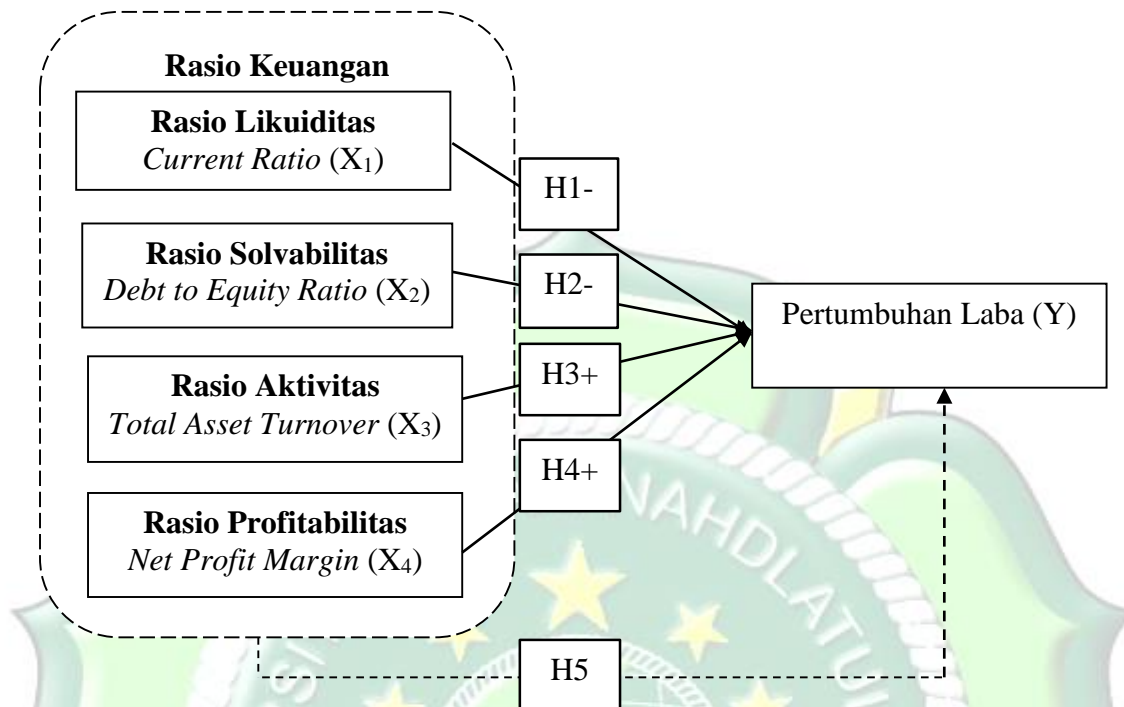 Rasio Keuangan
Rasio Likuiditas
Current Ratio (X₁)
H1-
Rasio Solvabilitas
Debt to Equity Ratio (X₂)
H2-
Pertumbuhan Laba (Y)
Rasio Aktivitas
Total Asset Turnover (X₃)
H3+
H4+
Rasio Profitabilitas
Net Profit Margin (X₄)
H5
NAHDLATUL